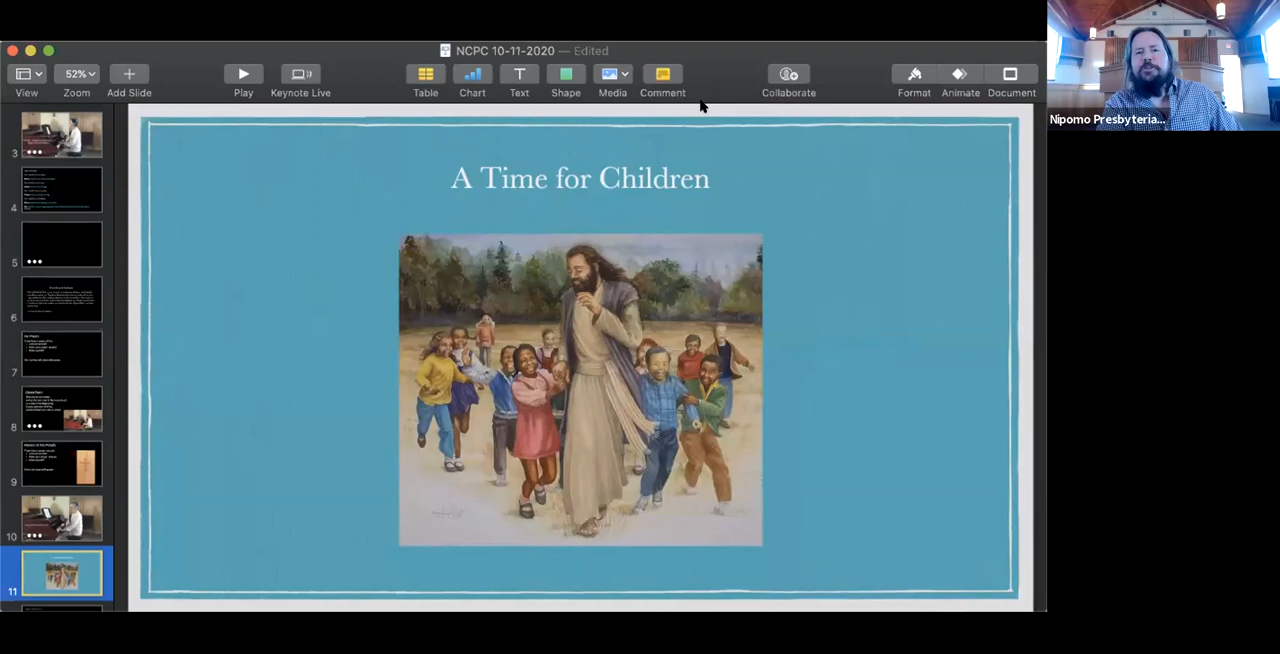 NCPC 10-11-2020 — Edited
52%
View
Zoom
Add Slide
Play
Keynote Live
Table
Chart
Text
Shape
Media
Comment
Collaborate
Format
Animate
Document
Nipomo Presbyteria...
3
4
5
6
7
8
9
10
11
A Time for Children